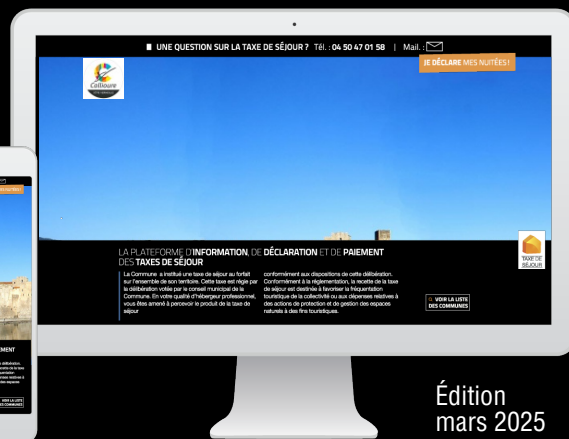 UNE QUESTION SUR LA TAXE DE SÉJOUR ? Tél. : 04 50 47 01 58 | Mail. :
JE DÉCLARE MES NUITÉES !
Collioure
LA PLATEFORME D'INFORMATION, DE DÉCLARATION ET DE PAIEMENT
DES TAXES DE SÉJOUR
La Commune a institué une taxe de séjour au forfait
sur l'ensemble de son territoire. Cette taxe est régie par
la délibération votée par le conseil municipal de la
Commune. En votre qualité d'hébergeur professionnel,
vous êtes amené à percevoir le produit de la taxe de
séjour
conformément aux dispositions de cette délibération.
Conformément à la règlementation, la recette de la taxe
de séjour est destinée à favoriser la fréquentation
touristique de la collectivité ou aux dépenses relatives à
des actions de protection et de gestion des espaces
naturels à des fins touristiques.
TAXE DE
SÉJOUR
VOIR LA LISTE
DES COMMUNES
VOIR LA LISTE
DES COMMUNES
Édition
mars 2025